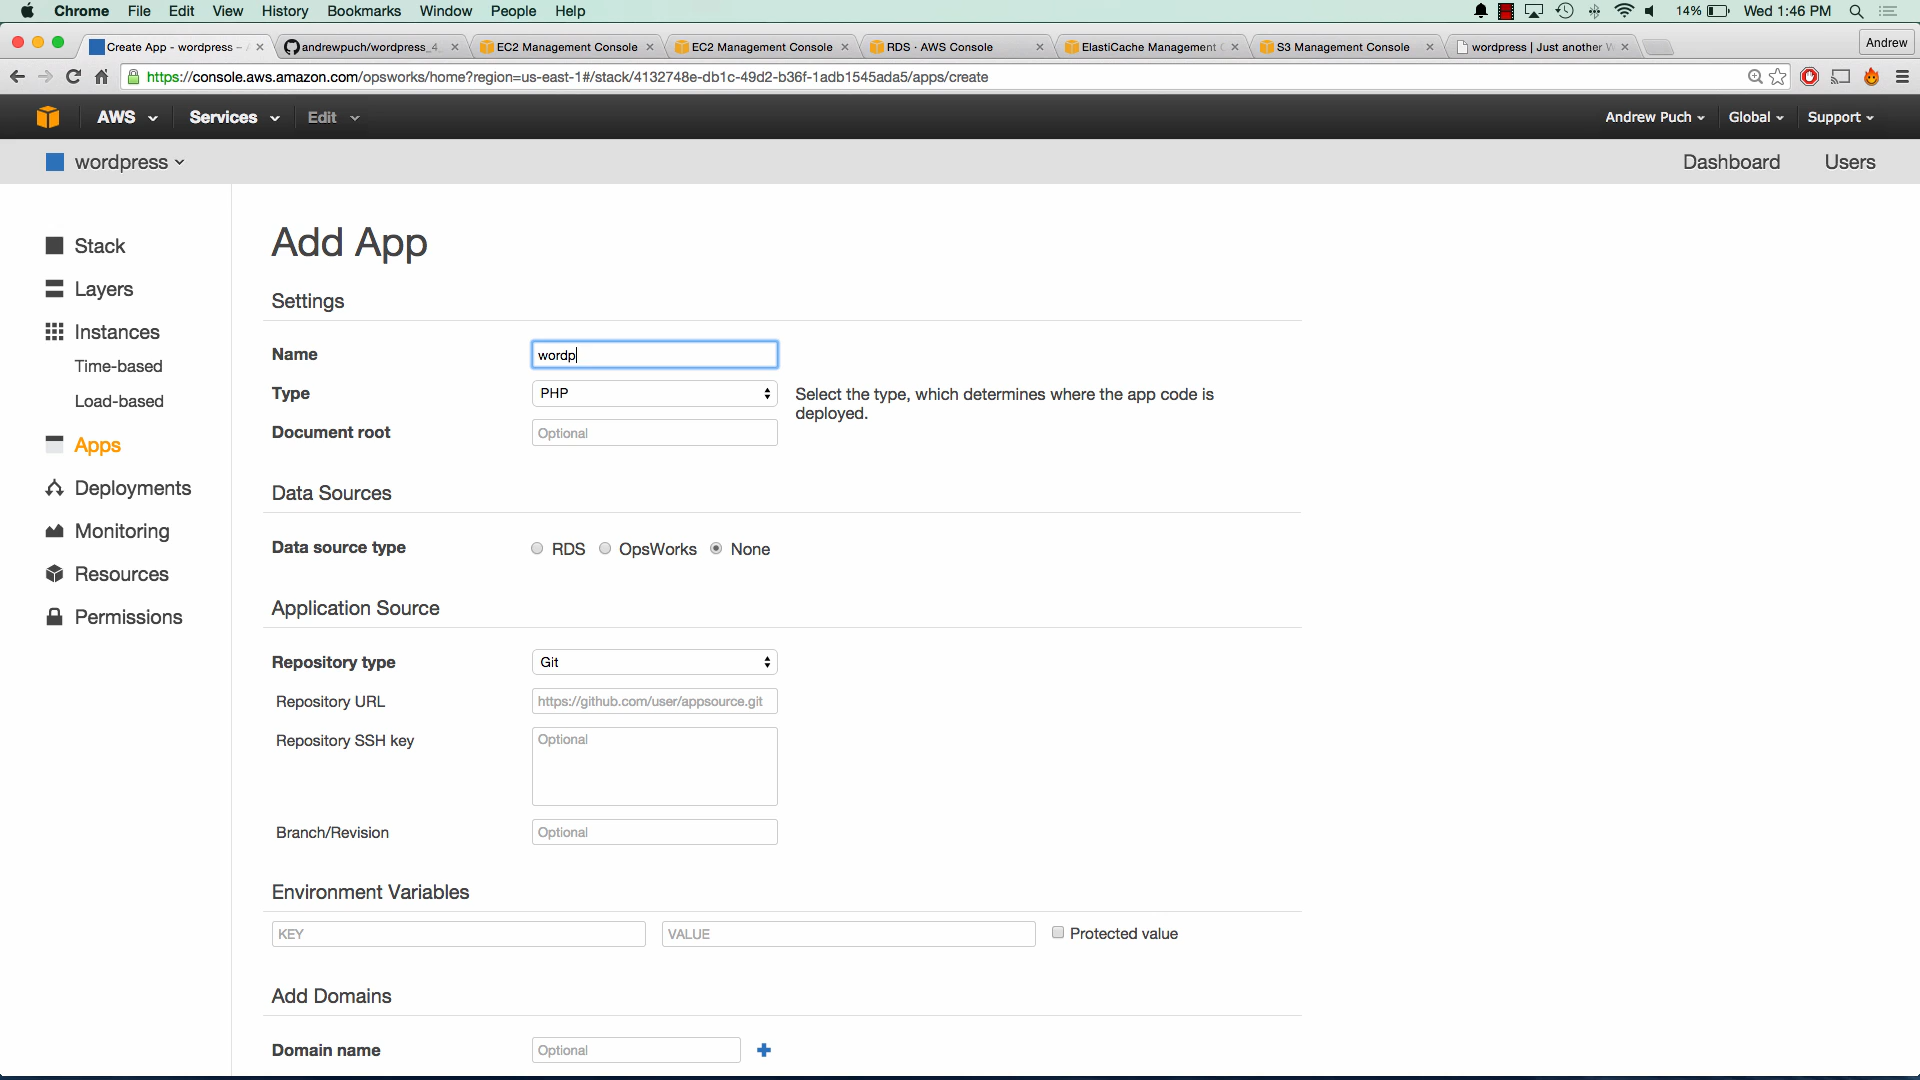 Chrome File Edit View History Bookmarks Window People Help 14% Wed 1:46 PM
Create App - wordpress – andrewpuch/wordpress_4 EC2 Management Console EC2 Management Console RDS · AWS Console ElastiCache Management S3 Management Console wordpress | Just another Andrew
https://console.aws.amazon.com/opsworks/home?region=us-east-1#/stack/4132748e-db1c-49d2-b36f-1adb1545ada5/apps/create
AWS Services Edit Andrew Puch Global Support
wordpress Dashboard Users
Stack
Layers
Instances
Time-based
Load-based
Apps
Deployments
Monitoring
Resources
Permissions
Add App
Settings
Name wordp
Type PHP Select the type, which determines where the app code is
deployed.
Document root Optional
Data Sources
Data source type RDS OpsWorks None
Application Source
Repository type Git
Repository URL https://github.com/user/appsource.git
Repository SSH key Optional
Branch/Revision Optional
Environment Variables
KEY VALUE Protected value
Add Domains
Domain name Optional